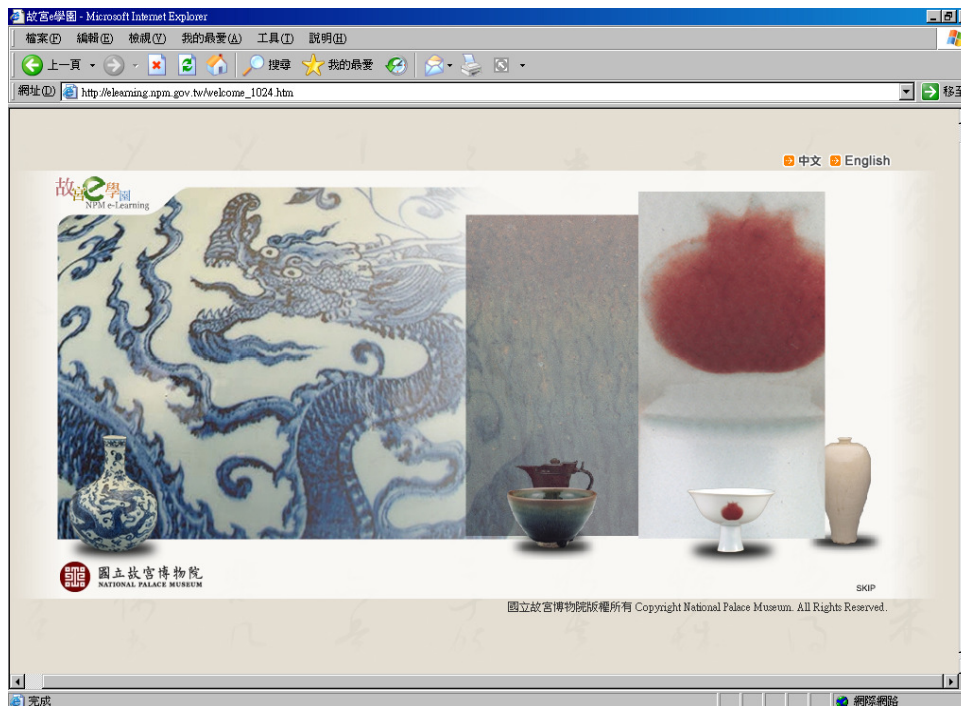 故宮e學園 - Microsoft Internet Explorer
檔案(F) 編輯(E) 檢視(V) 我的最愛(A) 工具(T) 說明(H)
上一頁 搜尋 我的最愛
網址(D) http://elearning.npm.gov.tw/welcome_1024.htm 移至
中文 English
故宮e學園
NPM e-Learning
國立故宮博物院
NATIONAL PALACE MUSEUM
SKIP
國立故宮博物院版權所有 Copyright National Palace Museum. All Rights Reserved.
完成 網際網路